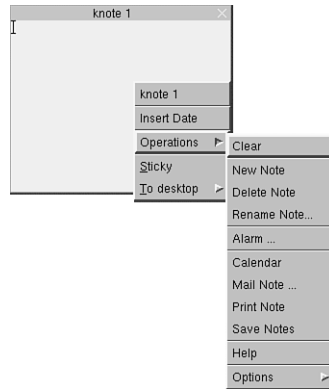 knote 1
knote 1
Insert Date
Operations
Sticky
To desktop
Clear
New Note
Delete Note
Rename Note...
Alarm ...
Calendar
Mail Note ...
Print Note
Save Notes
Help
Options